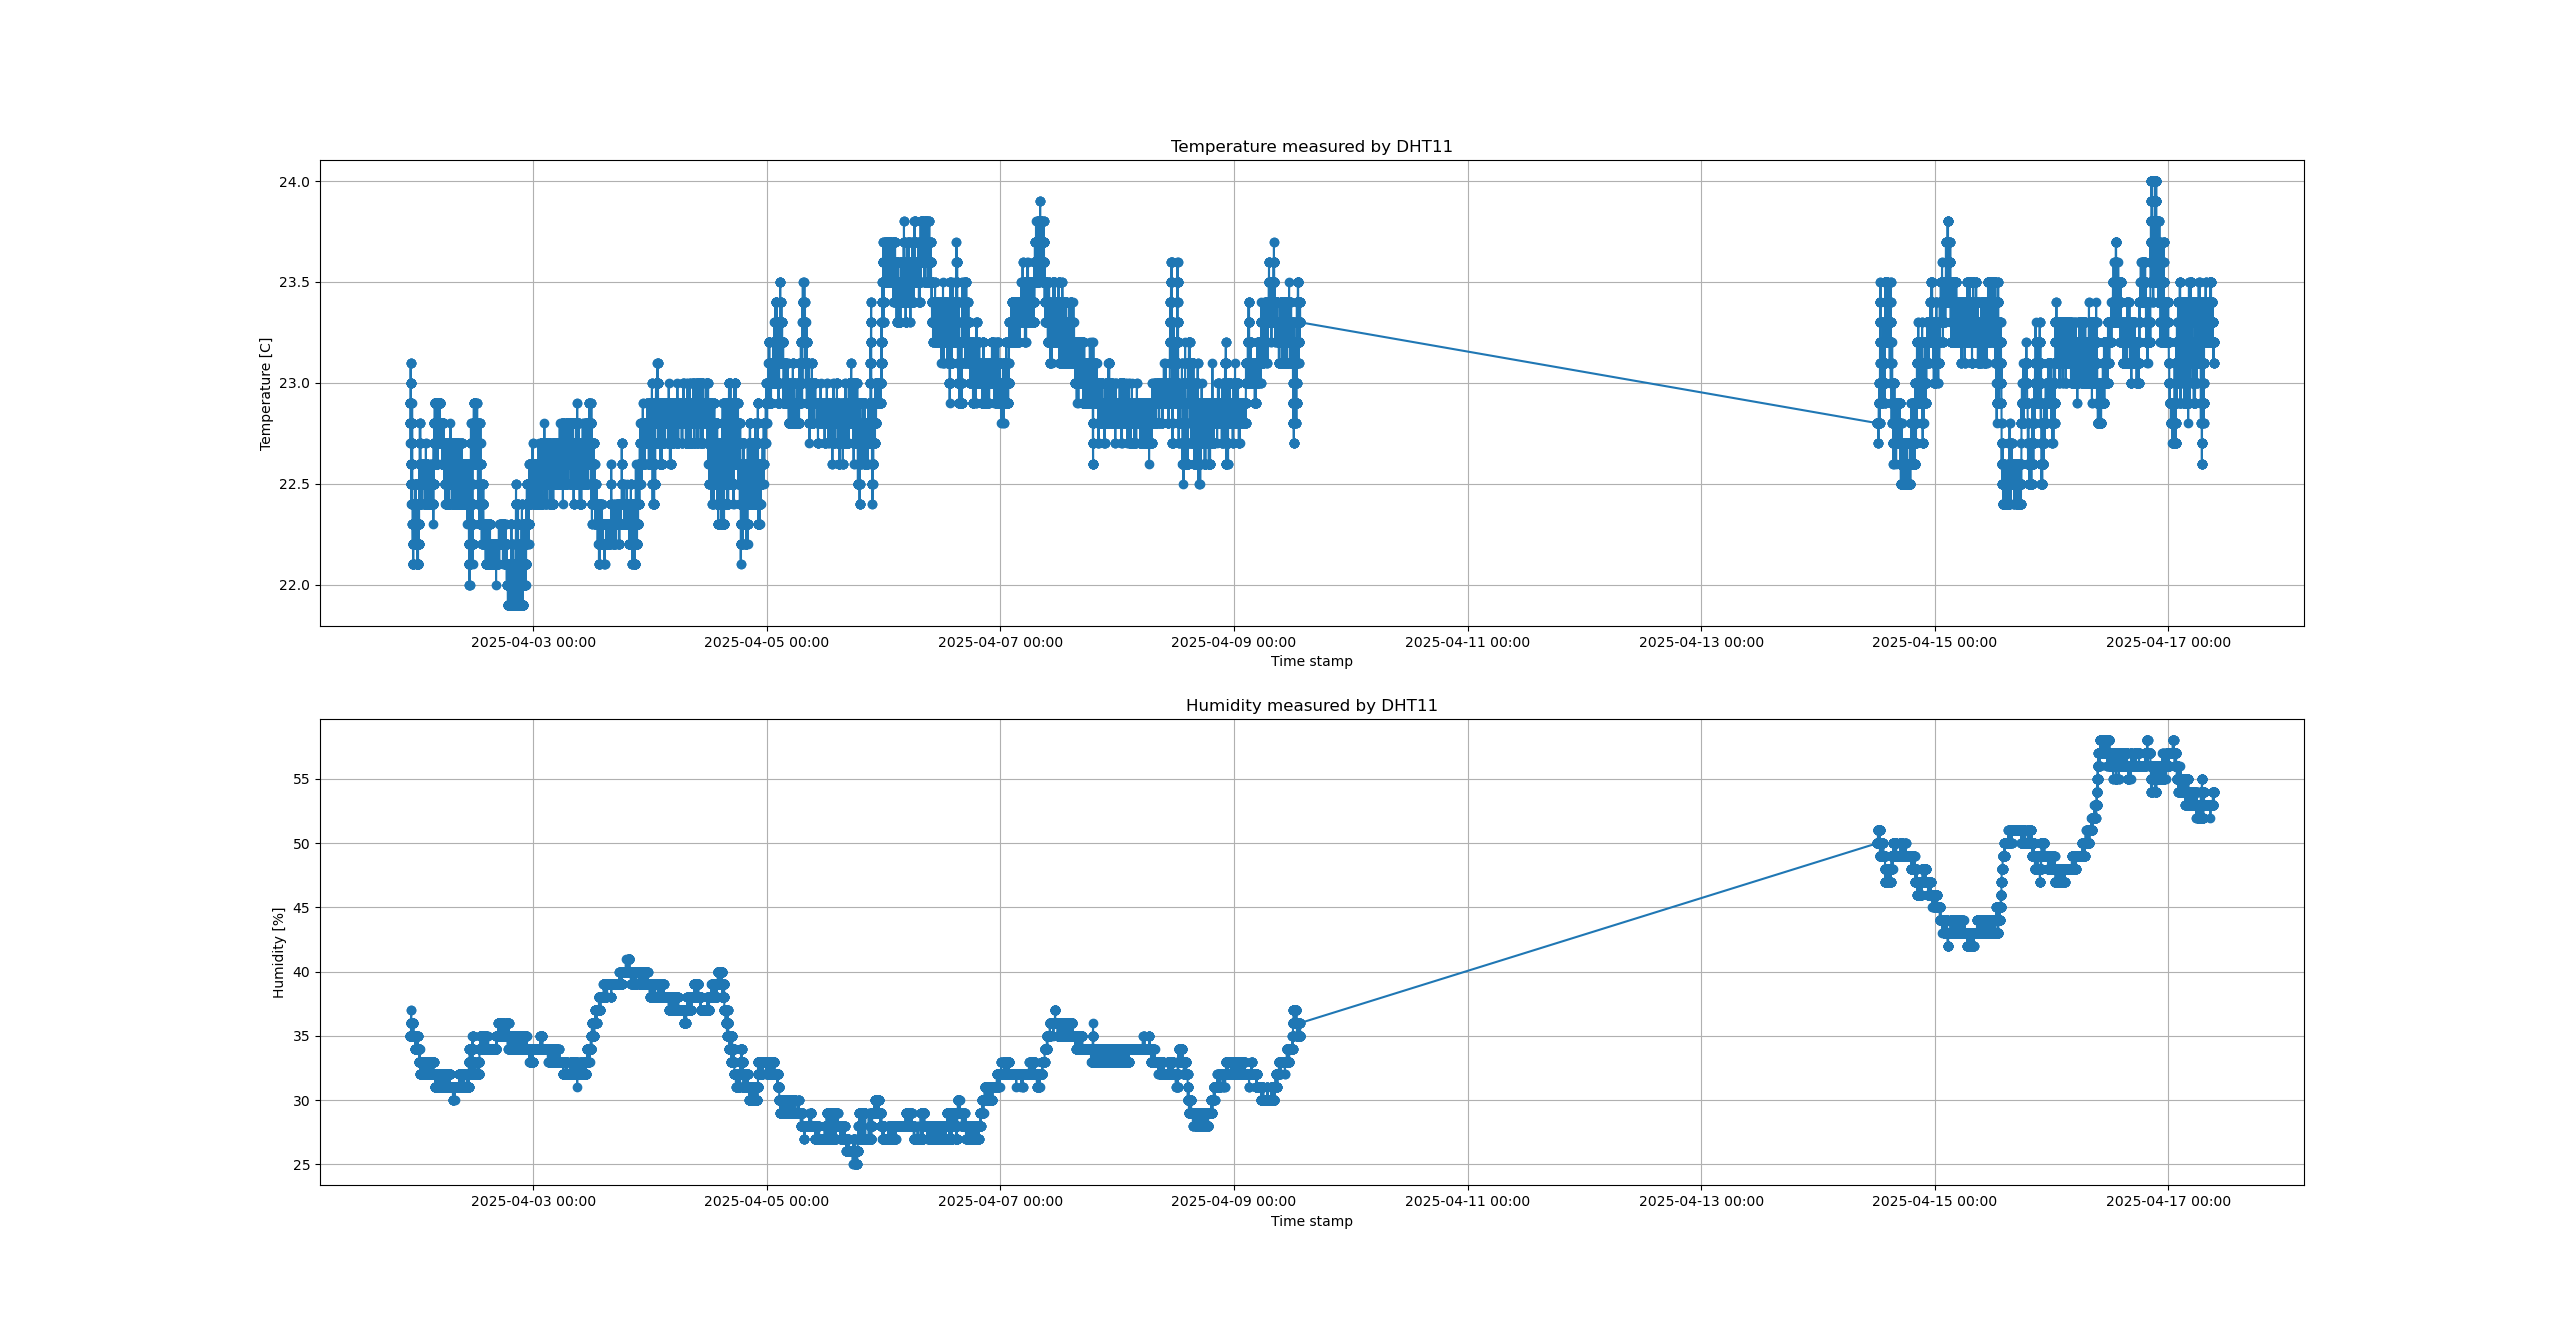 Temperature measured by DHT11
24.0
23.5
23.0
22.5
22.0
Temperature [C]
2025-04-03 00:00 2025-04-05 00:00 2025-04-07 00:00 2025-04-09 00:00 2025-04-11 00:00 2025-04-13 00:00 2025-04-15 00:00 2025-04-17 00:00
Time stamp
Humidity measured by DHT11
55
50
45
40
35
30
25
Humidity [%]
2025-04-03 00:00 2025-04-05 00:00 2025-04-07 00:00 2025-04-09 00:00 2025-04-11 00:00 2025-04-13 00:00 2025-04-15 00:00 2025-04-17 00:00
Time stamp